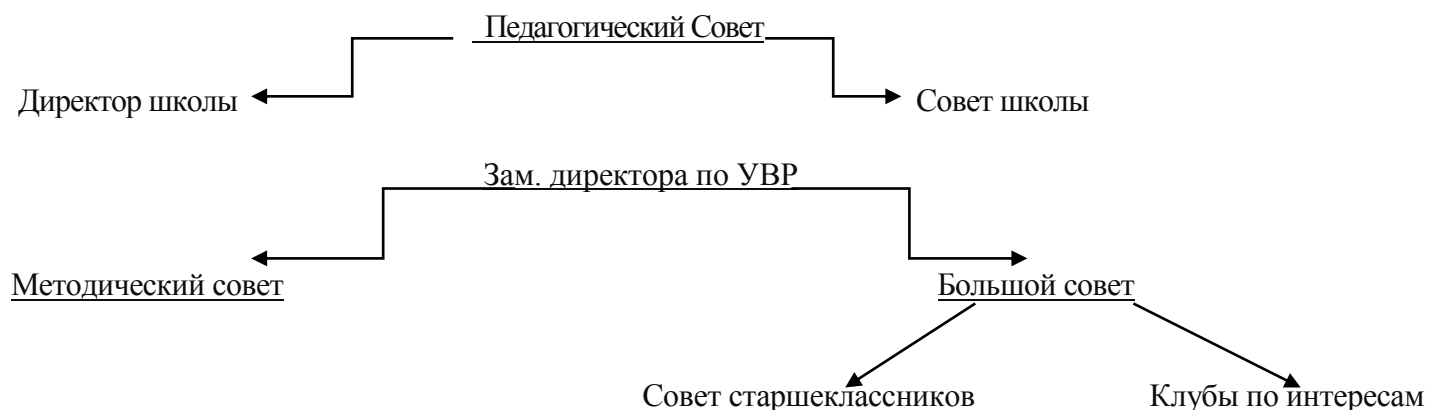 Педагогический Совет
Директор школы Совет школы
Зам. директора по УВР
Методический совет Большой совет
Совет старшеклассников Клубы по интересам